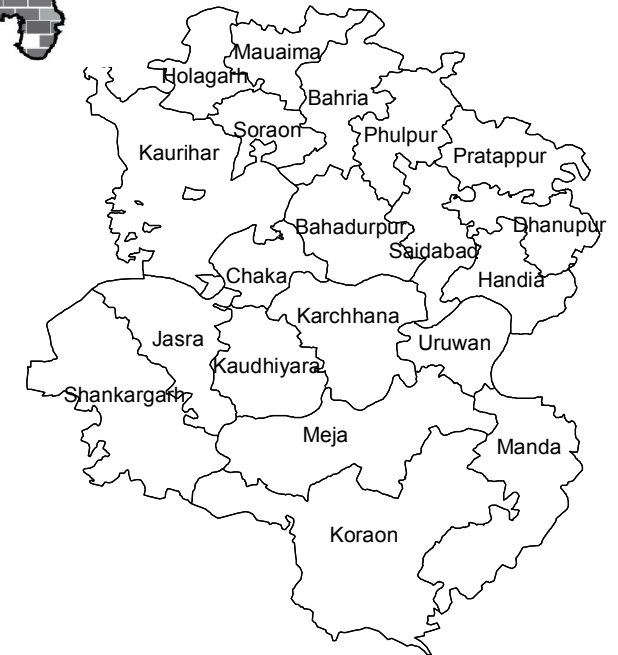 Mauaima
Holagarh
Bahria
Soraon
Phulpur
Kaurihar
Pratappur
Bahadurpur
Dhanupur
Saidabad
Chaka
Handia
Karchhana
Jasra
Uruwan
Kaudhiyara
Shankargarh
Meja
Manda
Koraon